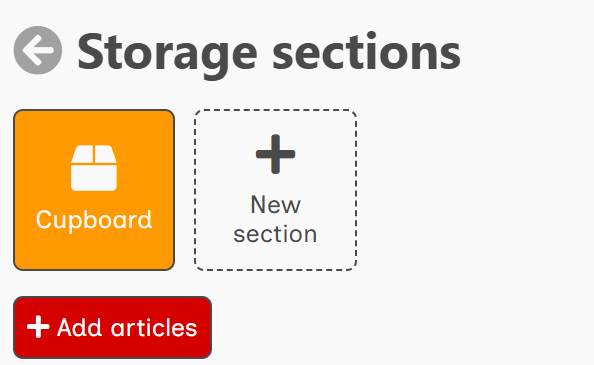 Storage sections
Cupboard
New
section
Add articles